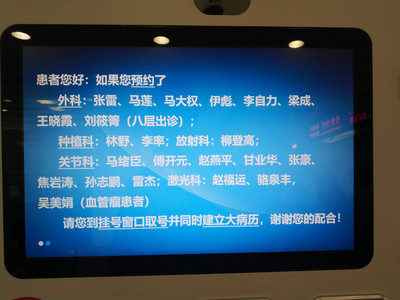 患者您好：如果您预约了
外科：张雷、马莲、马大权、伊彪、李自力、梁成、
王晓霞、刘筱菁（八层出诊）；
种植科：林野、李率；放射科：柳登高；
关节科：马绪臣、傅开元、赵燕平、甘业华、张豪、
焦岩涛、孙志鹏、雷杰；激光科：赵福运、骆泉丰，
吴美娟（血管瘤患者）
请您到挂号窗口取号并同时建立大病历，谢谢您的配合！